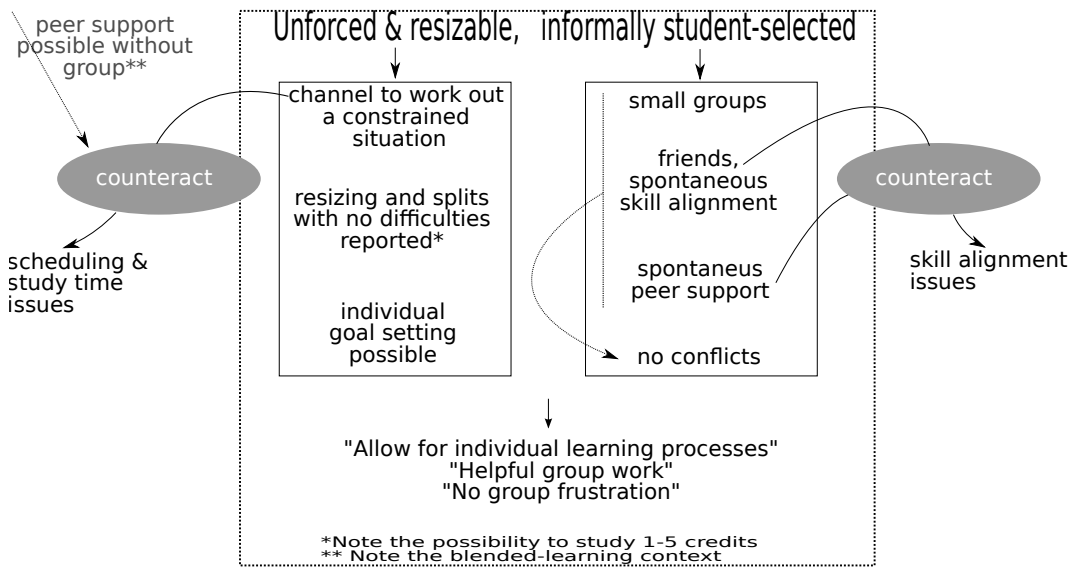 peer support
possible without
group**
Unforced & resizable, informally student-selected
channel to work out
a constrained
situation
resizing and splits
with no difficulties
reported*
individual
goal setting
possible
small groups
friends,
spontaneous
skill alignment
spontaneus
peer support
no conflicts
counteract
scheduling &
study time
issues
counteract
skill alignment
issues
"Allow for individual learning processes"
"Helpful group work"
"No group frustration"
*Note the possibility to study 1-5 credits
** Note the blended-learning context